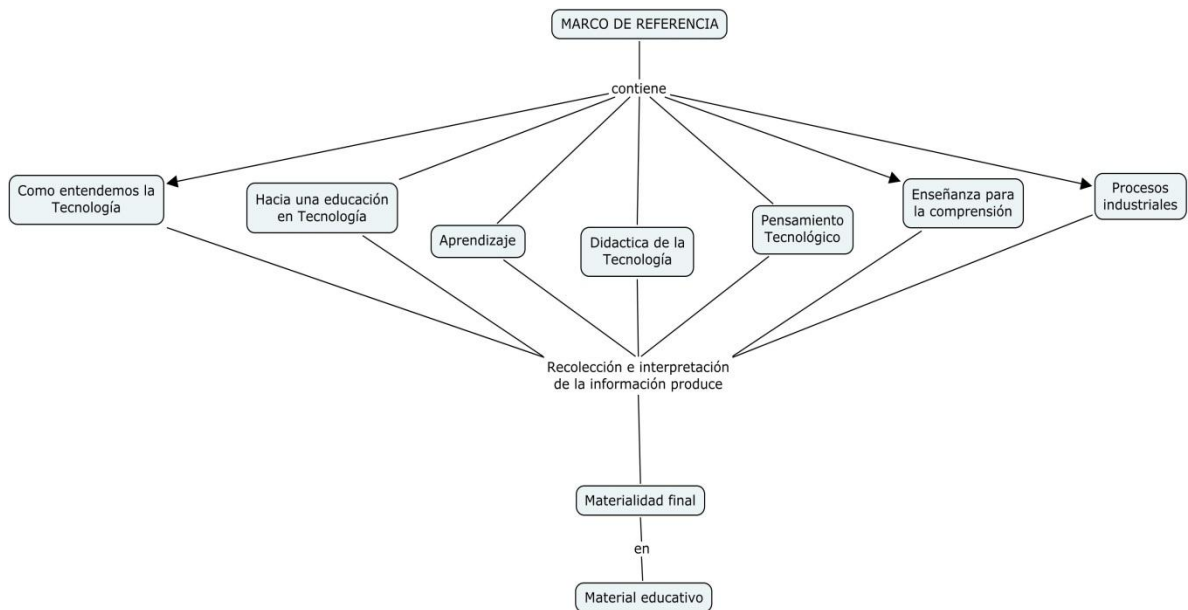 MARCO DE REFERENCIA
contiene
Como entendemos la
Tecnología
Hacia una educación
en Tecnología
Aprendizaje
Didactica de la
Tecnología
Pensamiento
Tecnológico
Enseñanza para
la comprensión
Procesos
industriales
Recolección e interpretación
de la información produce
Materialidad final
en
Material educativo